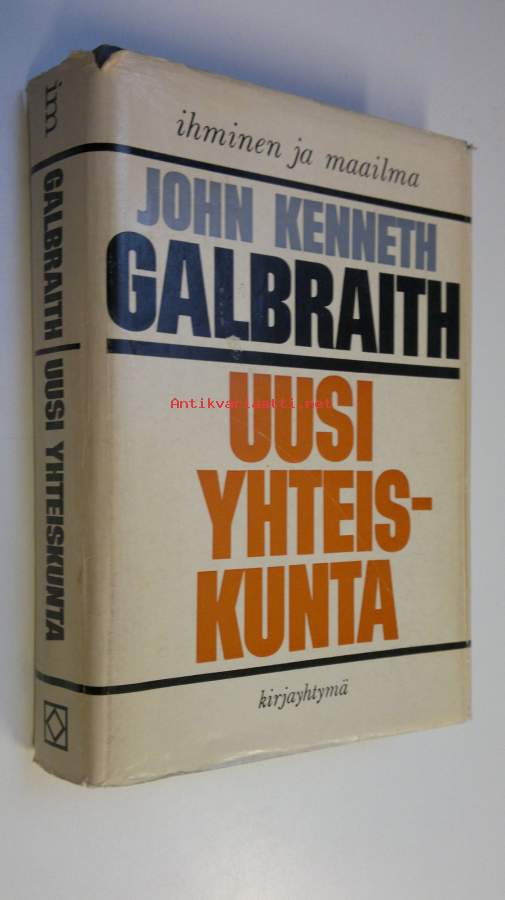 im
GALBRAITH
UUSI YHTEISKUNTA
ihminen ja maailma
JOHN KENNETH
GALBRAITH
Antikvariaatti.net
UUSI
YHTEIS-
KUNTA
kirjayhtymä